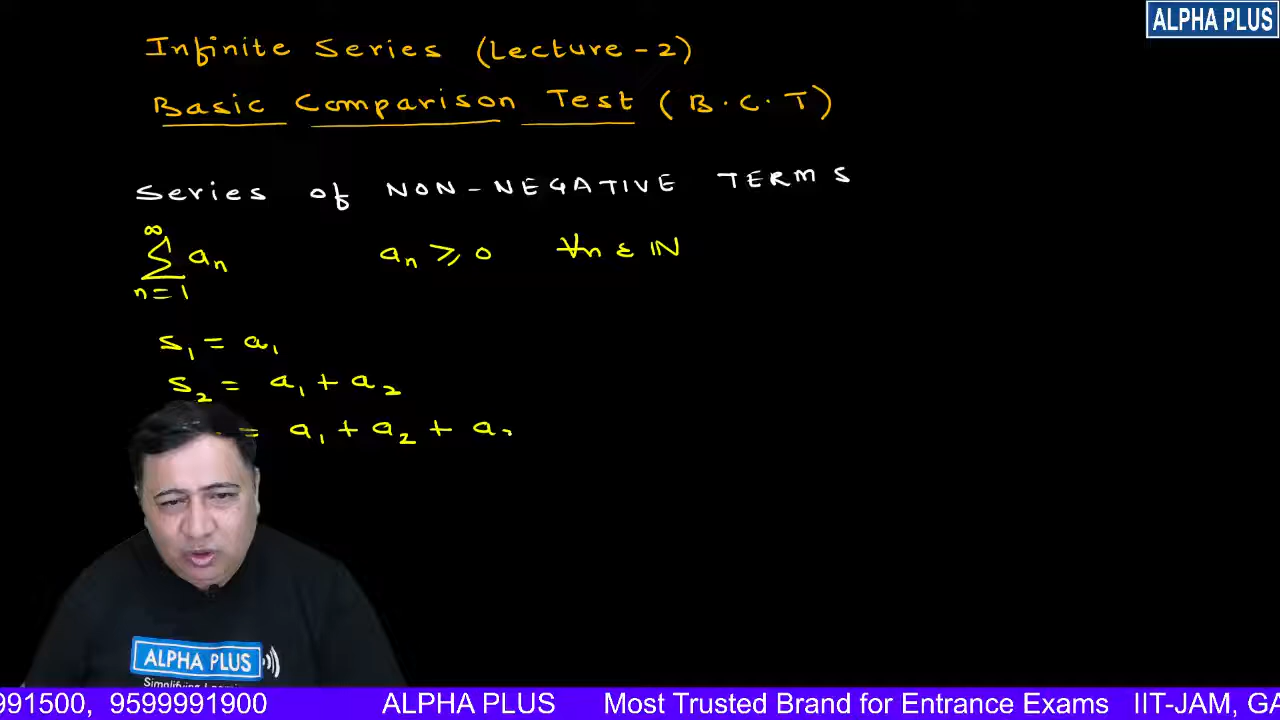 ALPHA PLUS
Infinite Series (Lecture - 2)
Basic Comparison Test (B.C.T)
Series of NON-NEGATIVE TERMS
∞
∑ aₙ aₙ ⩾ 0 ∀n ε IN
n=1
s₁ = a₁
s₂ = a₁ + a₂
= a₁ + a₂ + a
ALPHA PLUS
991500, 9599991900 ALPHA PLUS Most Trusted Brand for Entrance Exams IIT-JAM, GA